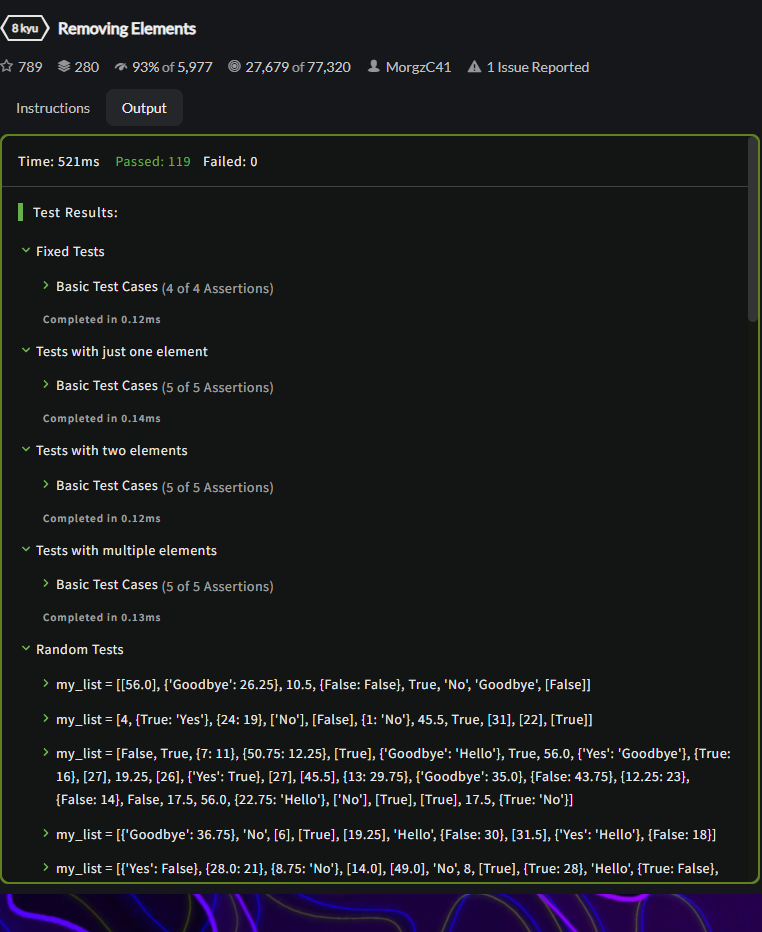 8 kyu Removing Elements
789 280 93% of 5,977 27,679 of 77,320 MorgzC41 1 Issue Reported
Instructions Output
Time: 521ms Passed: 119 Failed: 0
Test Results:
Fixed Tests
Basic Test Cases (4 of 4 Assertions)
Completed in 0.12ms
Tests with just one element
Basic Test Cases (5 of 5 Assertions)
Completed in 0.14ms
Tests with two elements
Basic Test Cases (5 of 5 Assertions)
Completed in 0.12ms
Tests with multiple elements
Basic Test Cases (5 of 5 Assertions)
Completed in 0.13ms
Random Tests
my_list = [[56.0], {'Goodbye': 26.25}, 10.5, {False: False}, True, 'No', 'Goodbye', [False]]
my_list = [4, {True: 'Yes'}, {24: 19}, ['No'], [False], {1: 'No'}, 45.5, True, [31], [22], [True]]
my_list = [False, True, {7: 11}, {50.75: 12.25}, [True], {'Goodbye': 'Hello'}, True, 56.0, {'Yes': 'Goodbye'}, {True:
16}, [27], 19.25, [26], {'Yes': True}, [27], [45.5], {13: 29.75}, {'Goodbye': 35.0}, {False: 43.75}, {12.25: 23},
{False: 14}, False, 17.5, 56.0, {22.75: 'Hello'}, ['No'], [True], [True], 17.5, {True: 'No'}]
my_list = [{'Goodbye': 36.75}, 'No', [6], [True], [19.25], 'Hello', {False: 30}, [31.5], {'Yes': 'Hello'}, {False: 18}]
my_list = [{'Yes': False}, {28.0: 21}, {8.75: 'No'}, [14.0], [49.0], 'No', 8, [True], {True: 28}, 'Hello', {True: False},